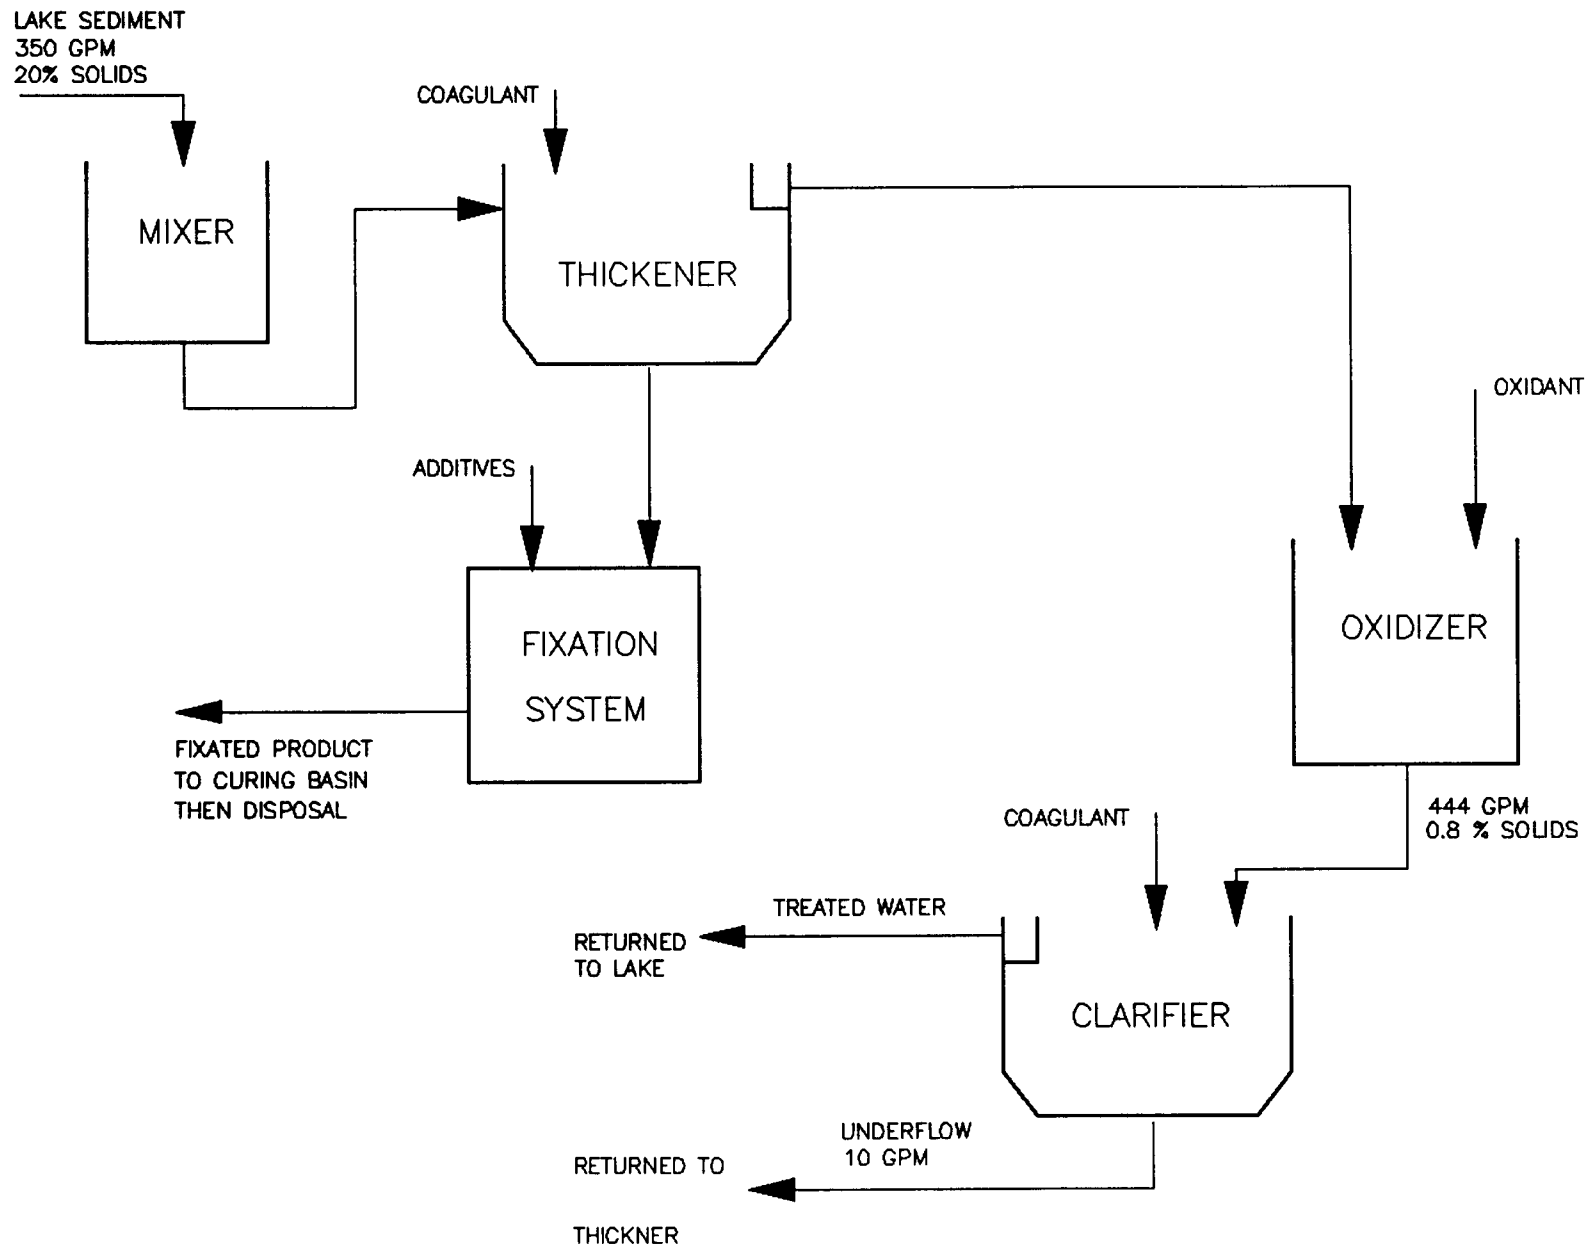 LAKE SEDIMENT
350 GPM
20% SOLIDS
COAGULANT
MIXER
THICKENER
OXIDANT
ADDITIVES
FIXATION
SYSTEM
OXIDIZER
FIXATED PRODUCT
TO CURING BASIN
THEN DISPOSAL
444 GPM
0.8 % SOLIDS
COAGULANT
TREATED WATER
RETURNED
TO LAKE
CLARIFIER
UNDERFLOW
10 GPM
RETURNED TO
THICKNER